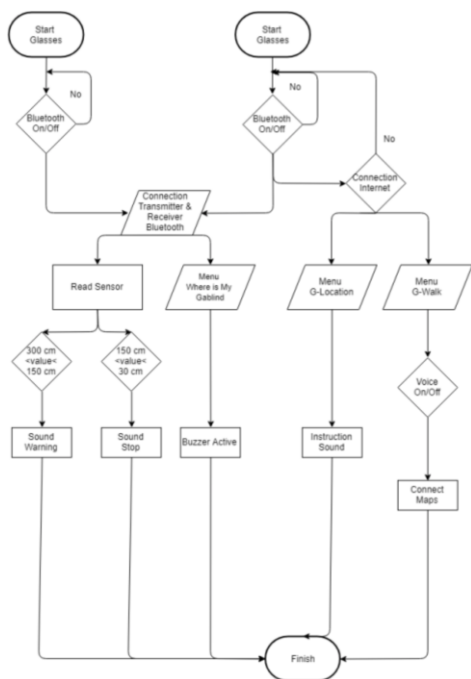 Start
Glasses
Start
Glasses
No
No
Bluetooth
On/Off
Bluetooth
On/Off
No
Connection
Internet
Connection
Transmitter &
Receiver
Bluetooth
Read Sensor
Menu
Where is My
Gablind
Menu
G-Location
Menu
G-Walk
300 cm
<value<
150 cm
150 cm
<value<
30 cm
Voice
On/Off
Sound
Warning
Sound
Stop
Buzzer Active
Instruction
Sound
Connect
Maps
Finish